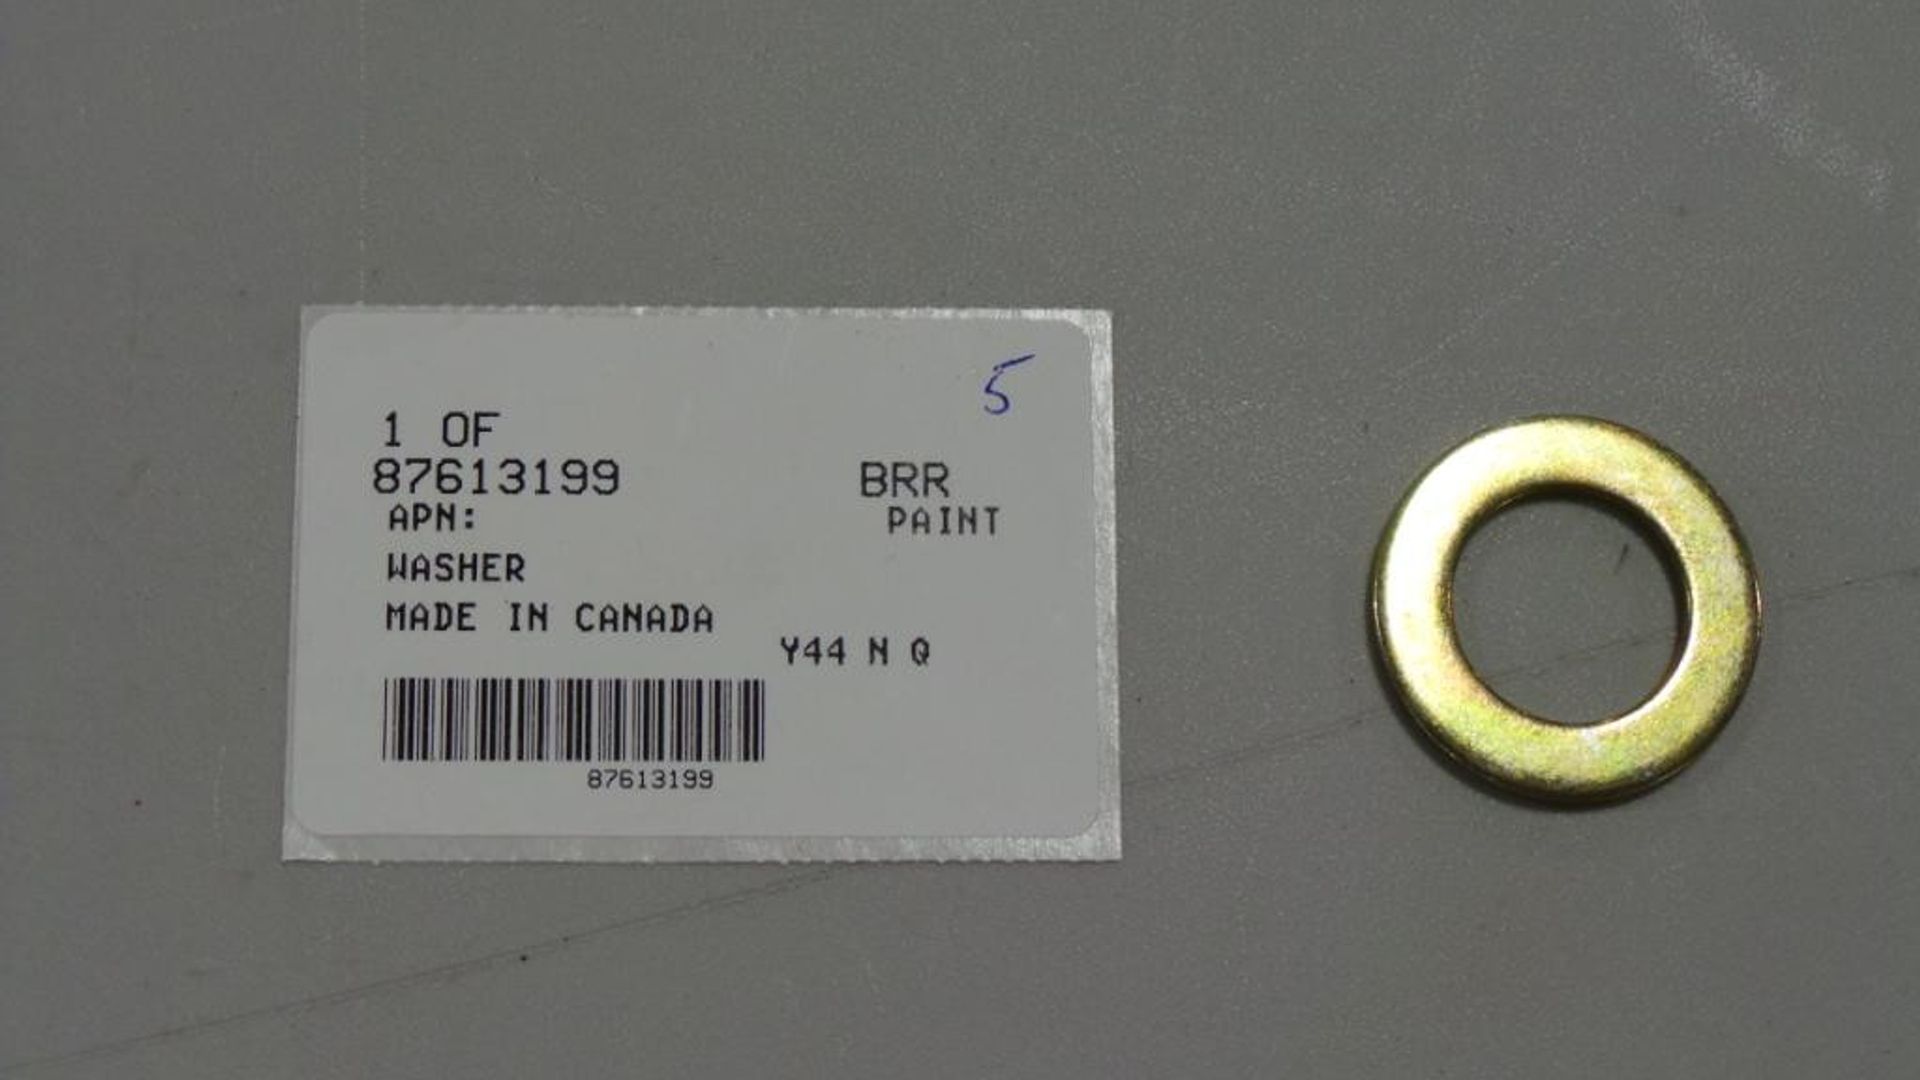 5
1 OF
87613199 BRR
APN: PAINT
WASHER
MADE IN CANADA
Y44 N Q
87613199